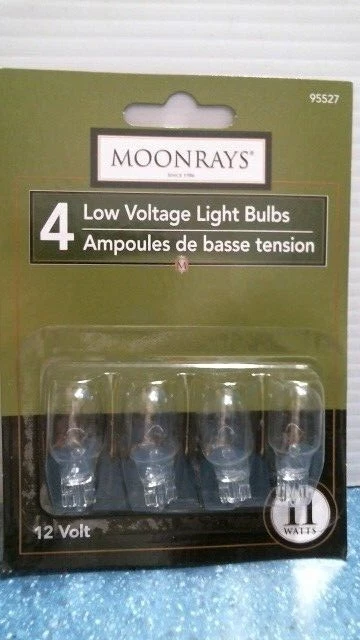 95527
MOONRAYS®
SINCE 1986
4
Low Voltage Light Bulbs
Ampoules de basse tension
M
12 Volt
11
WATTS